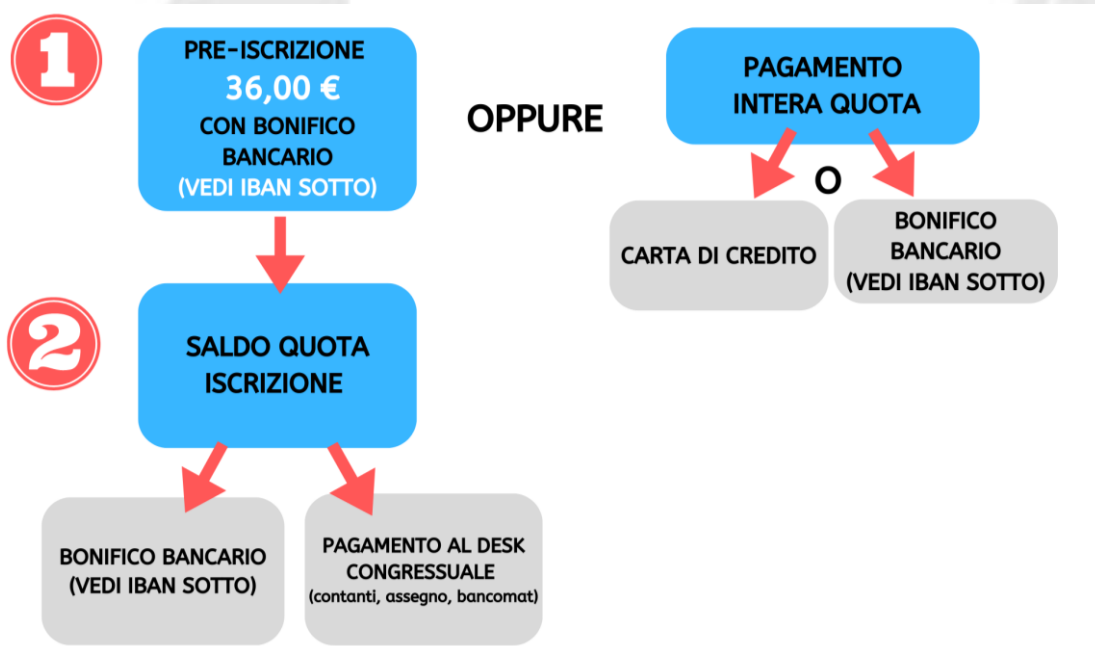 1
PRE-ISCRIZIONE
36,00 €
CON BONIFICO
BANCARIO
(VEDI IBAN SOTTO)
OPPURE
PAGAMENTO
INTERA QUOTA
O
CARTA DI CREDITO
BONIFICO
BANCARIO
(VEDI IBAN SOTTO)
2
SALDO QUOTA
ISCRIZIONE
BONIFICO BANCARIO
(VEDI IBAN SOTTO)
PAGAMENTO AL DESK
CONGRESSUALE
(contanti, assegno, bancomat)